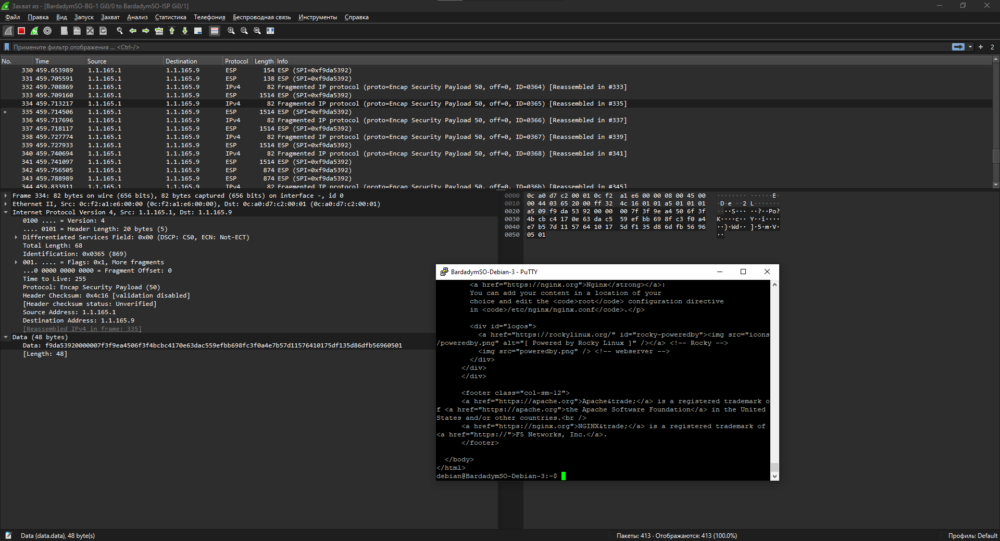 Захват из - [BardadymSO-BG-1 Gi0/0 to BardadymSO-ISP Gi0/1]
Файл Правка Вид Запуск Захват Анализ Статистика Телефония Беспроводная связь Инструменты Справка
Примените фильтр отображения ... <Ctrl-/>
+ 2
No. Time Source Destination Protocol Length Info
330 459.653989 1.1.165.1 1.1.165.9 ESP 154 ESP (SPI=0xf9da5392)
331 459.705591 1.1.165.1 1.1.165.9 ESP 138 ESP (SPI=0xf9da5392)
332 459.708869 1.1.165.1 1.1.165.9 IPv4 82 Fragmented IP protocol (proto=Encap Security Payload 50, off=0, ID=0364) [Reassembled in #333]
333 459.709160 1.1.165.1 1.1.165.9 ESP 1514 ESP (SPI=0xf9da5392)
334 459.713217 1.1.165.1 1.1.165.9 IPv4 82 Fragmented IP protocol (proto=Encap Security Payload 50, off=0, ID=0365) [Reassembled in #335]
335 459.714506 1.1.165.1 1.1.165.9 ESP 1514 ESP (SPI=0xf9da5392)
336 459.717696 1.1.165.1 1.1.165.9 IPv4 82 Fragmented IP protocol (proto=Encap Security Payload 50, off=0, ID=0366) [Reassembled in #337]
337 459.718117 1.1.165.1 1.1.165.9 ESP 1514 ESP (SPI=0xf9da5392)
338 459.727774 1.1.165.1 1.1.165.9 IPv4 82 Fragmented IP protocol (proto=Encap Security Payload 50, off=0, ID=0367) [Reassembled in #339]
339 459.727933 1.1.165.1 1.1.165.9 ESP 1514 ESP (SPI=0xf9da5392)
340 459.740694 1.1.165.1 1.1.165.9 IPv4 82 Fragmented IP protocol (proto=Encap Security Payload 50, off=0, ID=0368) [Reassembled in #341]
341 459.741097 1.1.165.1 1.1.165.9 ESP 1514 ESP (SPI=0xf9da5392)
342 459.756505 1.1.165.1 1.1.165.9 ESP 874 ESP (SPI=0xf9da5392)
343 459.788989 1.1.165.1 1.1.165.9 ESP 874 ESP (SPI=0xf9da5392)
344 459.833911 1.1.165.1 1.1.165.9 IPv4 82 Fragmented IP protocol (proto=Encap Security Payload 50, off=0, ID=036b) [Reassembled in #345]
Frame 334: 82 bytes on wire (656 bits), 82 bytes captured (656 bits) on interface -, id 0
Ethernet II, Src: 0c:f2:a1:e6:00:00 (0c:f2:a1:e6:00:00), Dst: 0c:a0:d7:c2:00:01 (0c:a0:d7:c2:00:01)
Internet Protocol Version 4, Src: 1.1.165.1, Dst: 1.1.165.9
0100 .... = Version: 4
.... 0101 = Header Length: 20 bytes (5)
Differentiated Services Field: 0x00 (DSCP: CS0, ECN: Not-ECT)
Total Length: 68
Identification: 0x0365 (869)
001. .... = Flags: 0x1, More fragments
...0 0000 0000 0000 = Fragment Offset: 0
Time to Live: 255
Protocol: Encap Security Payload (50)
Header Checksum: 0x4c16 [validation disabled]
[Header checksum status: Unverified]
Source Address: 1.1.165.1
Destination Address: 1.1.165.9
[Reassembled IPv4 in frame: 335]
Data (48 bytes)
Data: f9da53920000007f3f9ea4506f3f4bcbc4170e63dac559efbb698fc3f0a4e7b57d11576410175df135d86dfb56960501
[Length: 48]
0000 0c a0 d7 c2 00 01 0c f2 a1 e6 00 00 08 00 45 00 ········ ······E·
0010 00 44 03 65 20 00 ff 32 4c 16 01 01 a5 01 01 01 ·D·e ··2 L·······
0020 a5 09 f9 da 53 92 00 00 00 7f 3f 9e a4 50 6f 3f ····S··· ··?··Po?
0030 4b cb c4 17 0e 63 da c5 59 ef bb 69 8f c3 f0 a4 K····c·· Y··i····
0040 e7 b5 7d 11 57 64 10 17 5d f1 35 d8 6d fb 56 96 ··}·Wd·· ]·5·m·V·
0050 05 01 ··
BardadymSO-Debian-3 - PuTTY
<a href="https://nginx.org">Nginx</strong></a>:
You can add your content in a location of your
choice and edit the <code>root</code> configuration directive
in <code>/etc/nginx/nginx.conf</code>.</p>
<div id="logos">
<a href="https://rockylinux.org/" id="rocky-poweredby"><img src="icons
/poweredby.png" alt="[ Powered by Rocky Linux ]" /></a> <!-- Rocky -->
<img src="poweredby.png" /> <!-- webserver -->
</div>
</div>
</div>
<footer class="col-sm-12">
<a href="https://apache.org">Apache&trade;</a> is a registered trademark o
f <a href="https://apache.org">the Apache Software Foundation</a> in the United
States and/or other countries.<br />
<a href="https://nginx.org">NGINX&trade;</a> is a registered trademark of
<a href="https://">F5 Networks, Inc.</a>.
</footer>
</body>
</html>
debian@BardadymSO-Debian-3:~$
Data (data.data), 48 byte(s)
Пакеты: 413 · Отображаются: 413 (100.0%)
Профиль: Default